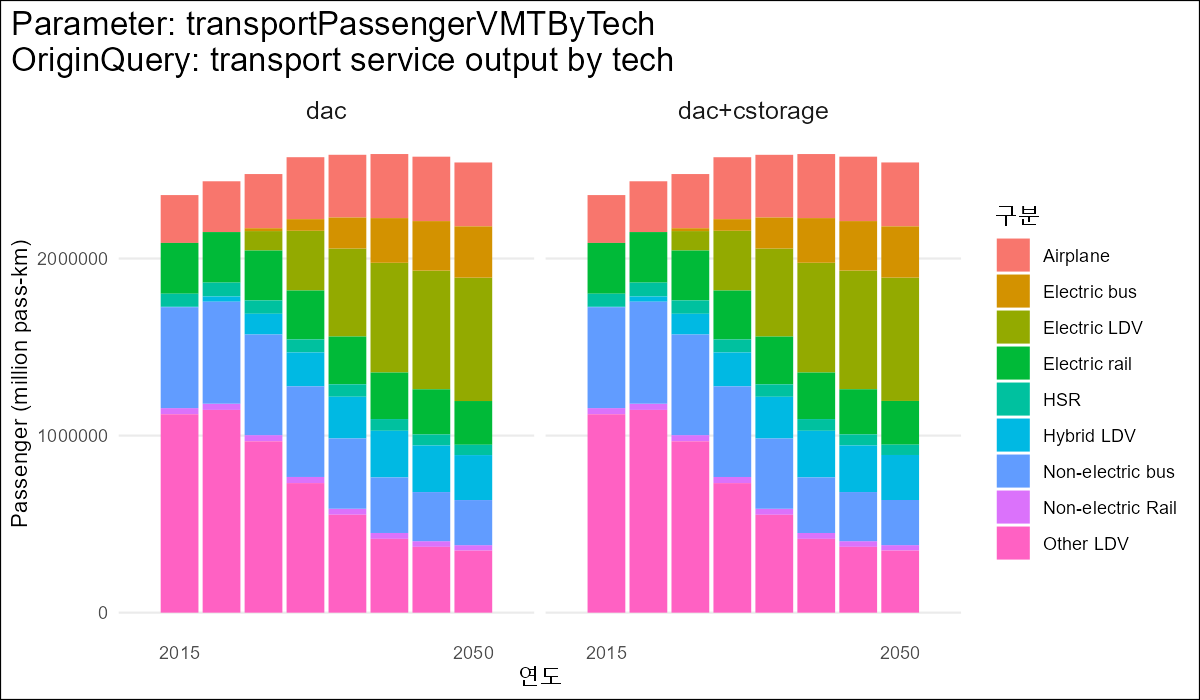 Parameter: transportPassengerVMTByTech
OriginQuery: transport service output by tech
dac
dac+cstorage
Passenger (million pass-km)
2000000
1000000
0
2015
2050
2015
2050
연도
구분
Airplane
Electric bus
Electric LDV
Electric rail
HSR
Hybrid LDV
Non-electric bus
Non-electric Rail
Other LDV